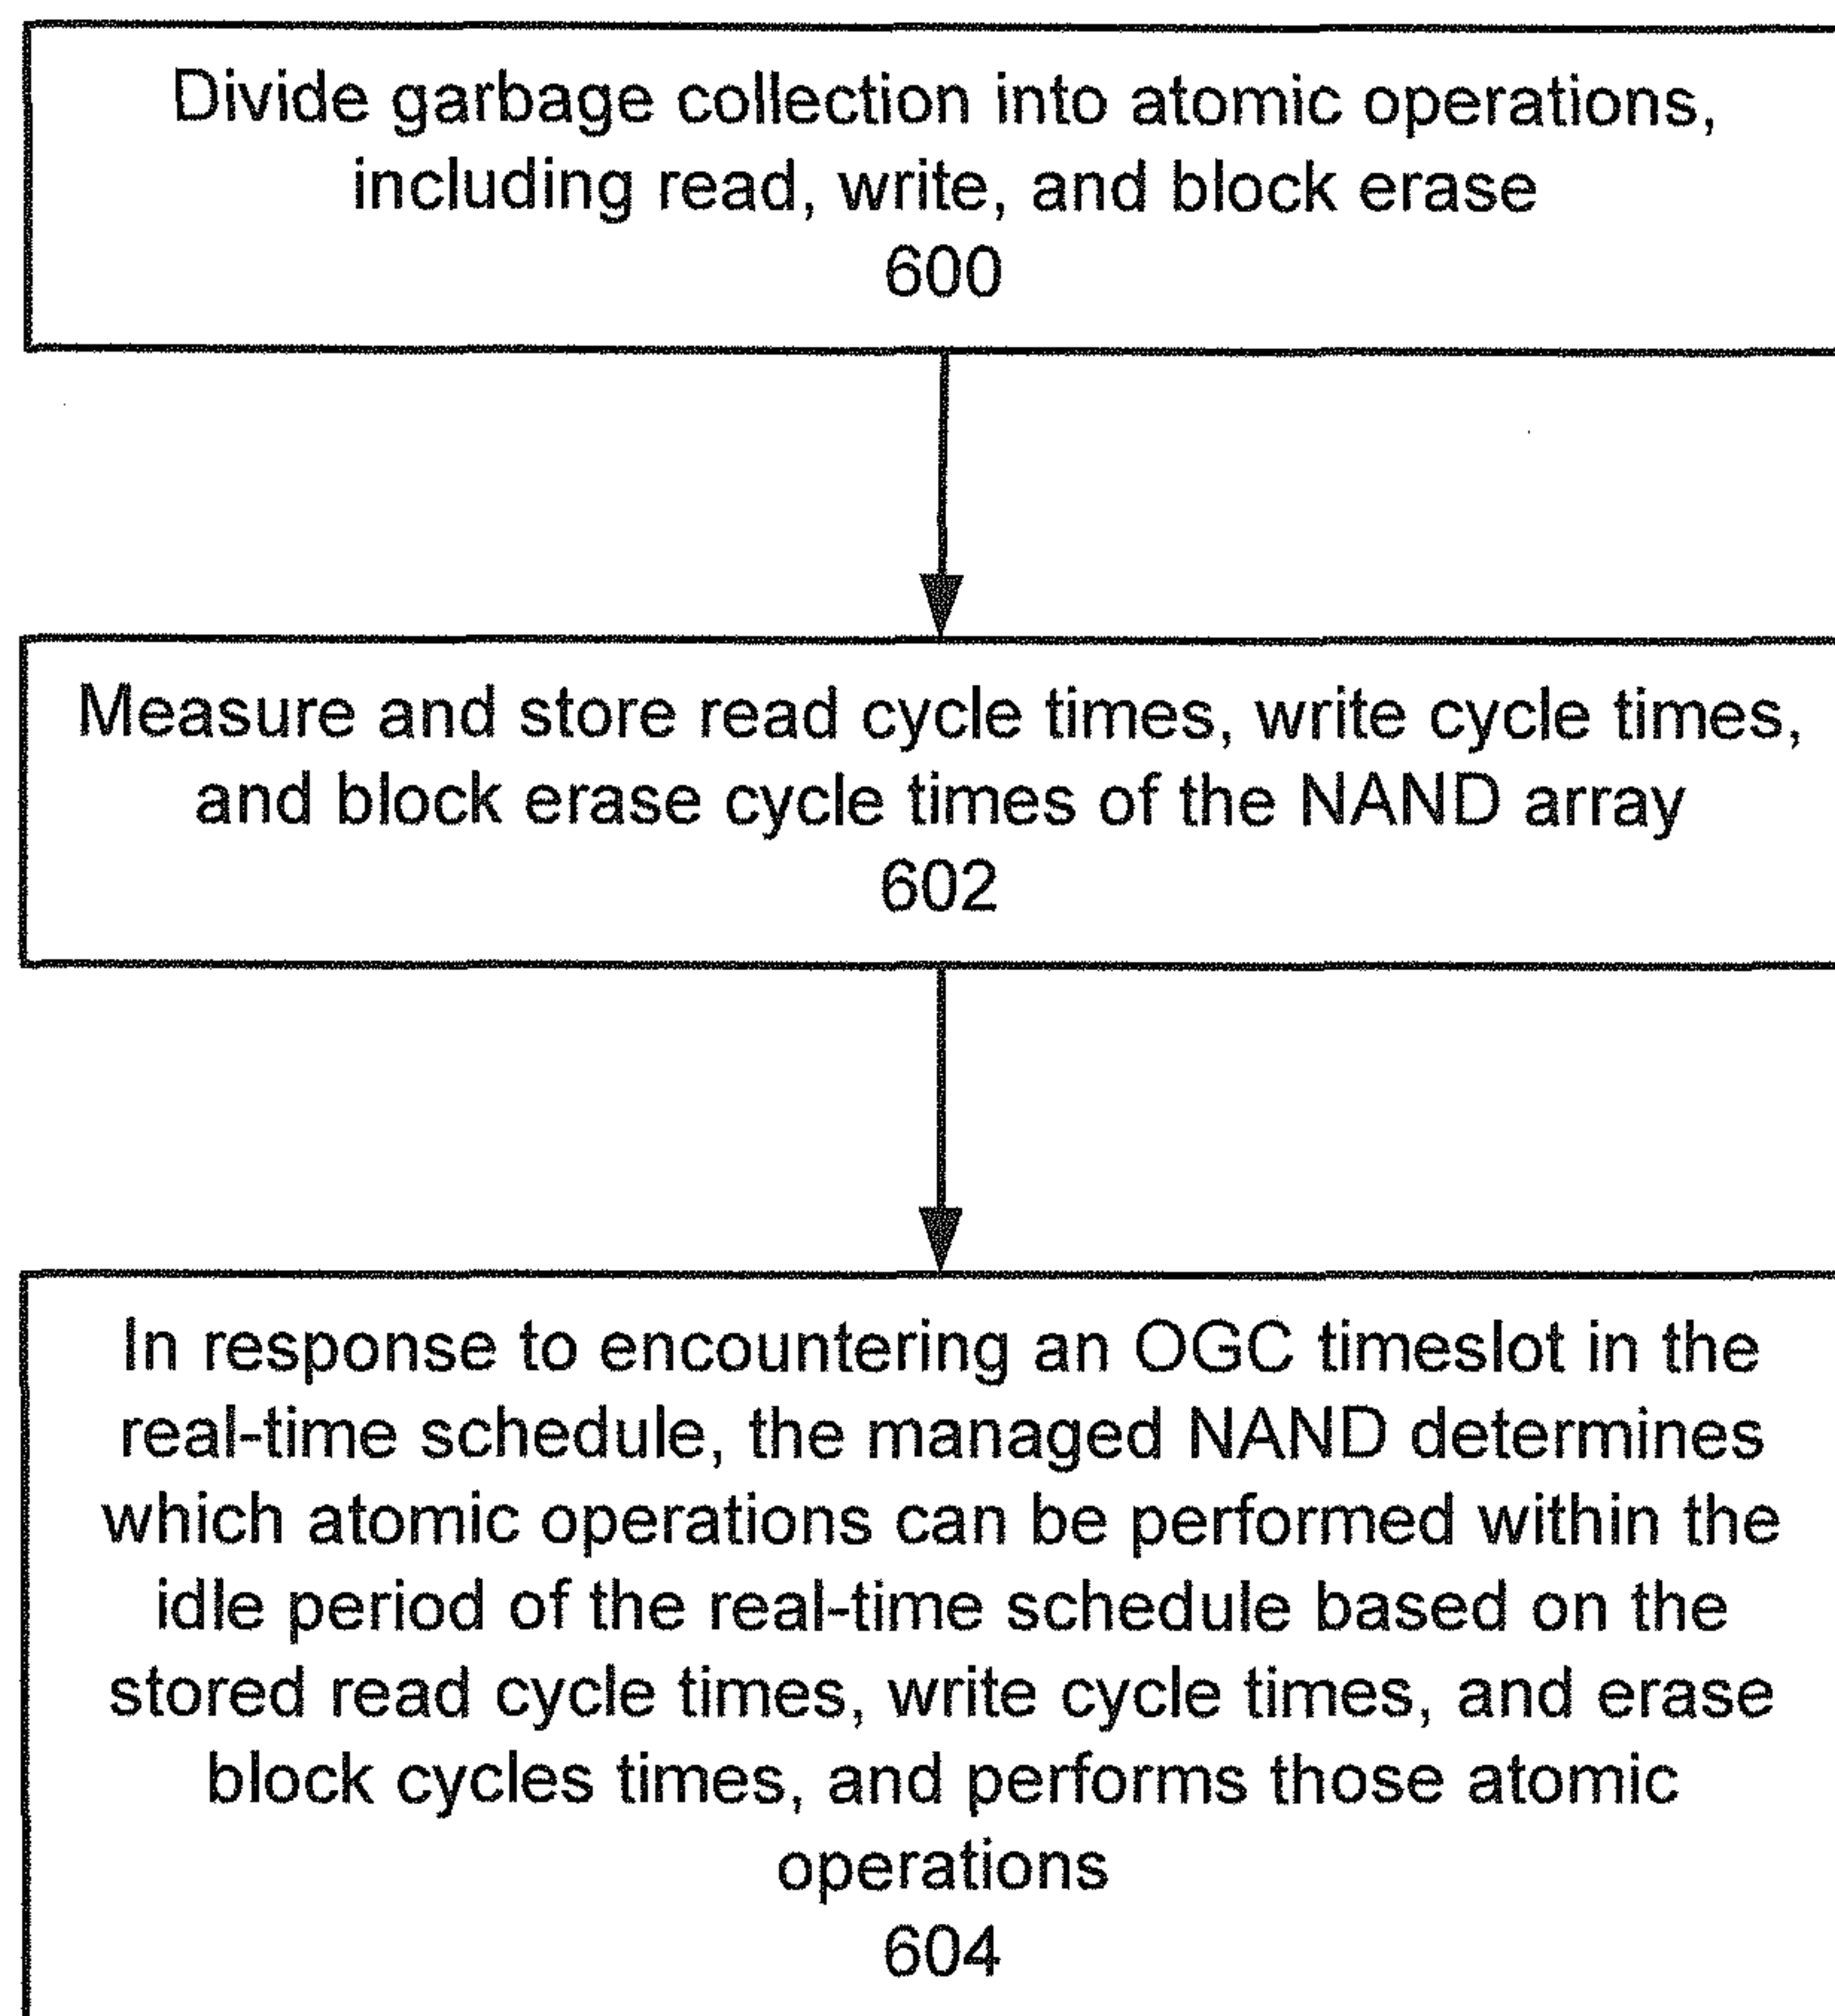 Divide garbage collection into atomic operations,
including read, write, and block erase
600
Measure and store read cycle times, write cycle times,
and block erase cycle times of the NAND array
602
In response to encountering an OGC timeslot in the
real-time schedule, the managed NAND determines
which atomic operations can be performed within the
idle period of the real-time schedule based on the
stored read cycle times, write cycle times, and erase
block cycles times, and performs those atomic
operations
604